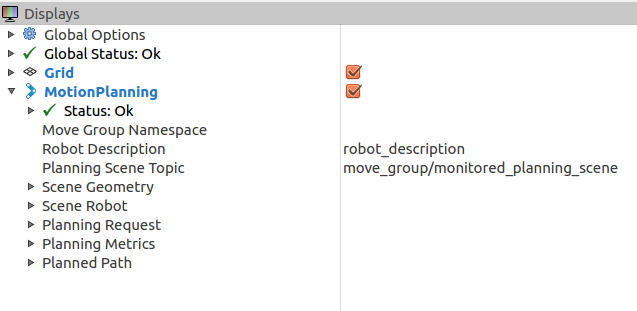 Displays
Global Options
Global Status: Ok
Grid
MotionPlanning
Status: Ok
Move Group Namespace
Robot Description robot_description
Planning Scene Topic move_group/monitored_planning_scene
Scene Geometry
Scene Robot
Planning Request
Planning Metrics
Planned Path